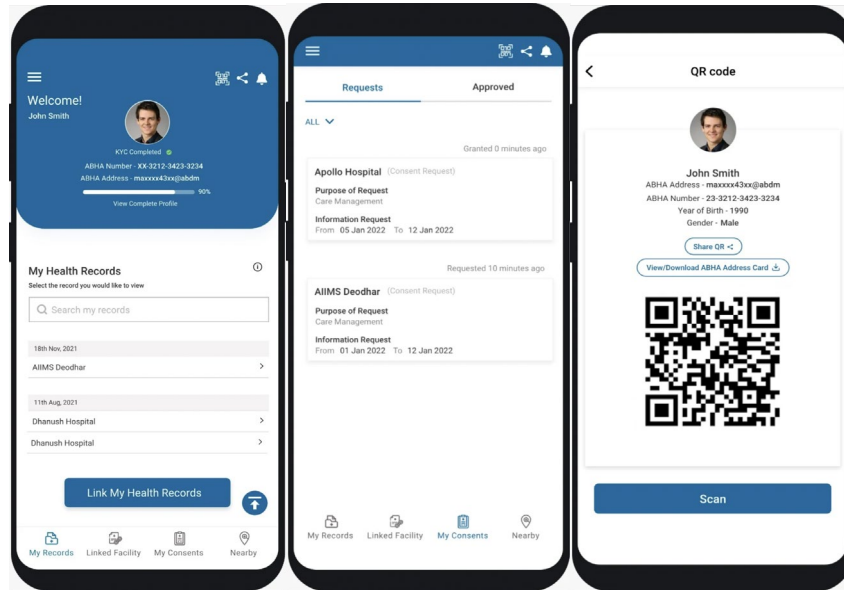 Welcome!
John Smith
KYC Completed
ABHA Number - XX-3212-3423-3234
ABHA Address - maxxxx43xx@abdm
90%
View Complete Profile
My Health Records
Select the record you would like to view
Search my records
18th Nov, 2021
AIIMS Deodhar
11th Aug, 2021
Dhanush Hospital
Dhanush Hospital
Link My Health Records
My Records Linked Facility My Consents Nearby
Requests Approved
ALL
Granted 0 minutes ago
Apollo Hospital (Consent Request)
Purpose of Request
Care Management
Information Request
From 05 Jan 2022 To 12 Jan 2022
Requested 10 minutes ago
AIIMS Deodhar (Consent Request)
Purpose of Request
Care Management
Information Request
From 01 Jan 2022 To 12 Jan 2022
My Records Linked Facility My Consents Nearby
QR code
John Smith
ABHA Address - maxxxx43xx@abdm
ABHA Number - 23-3212-3423-3234
Year of Birth - 1990
Gender - Male
Share QR
View/Download ABHA Address Card
Scan